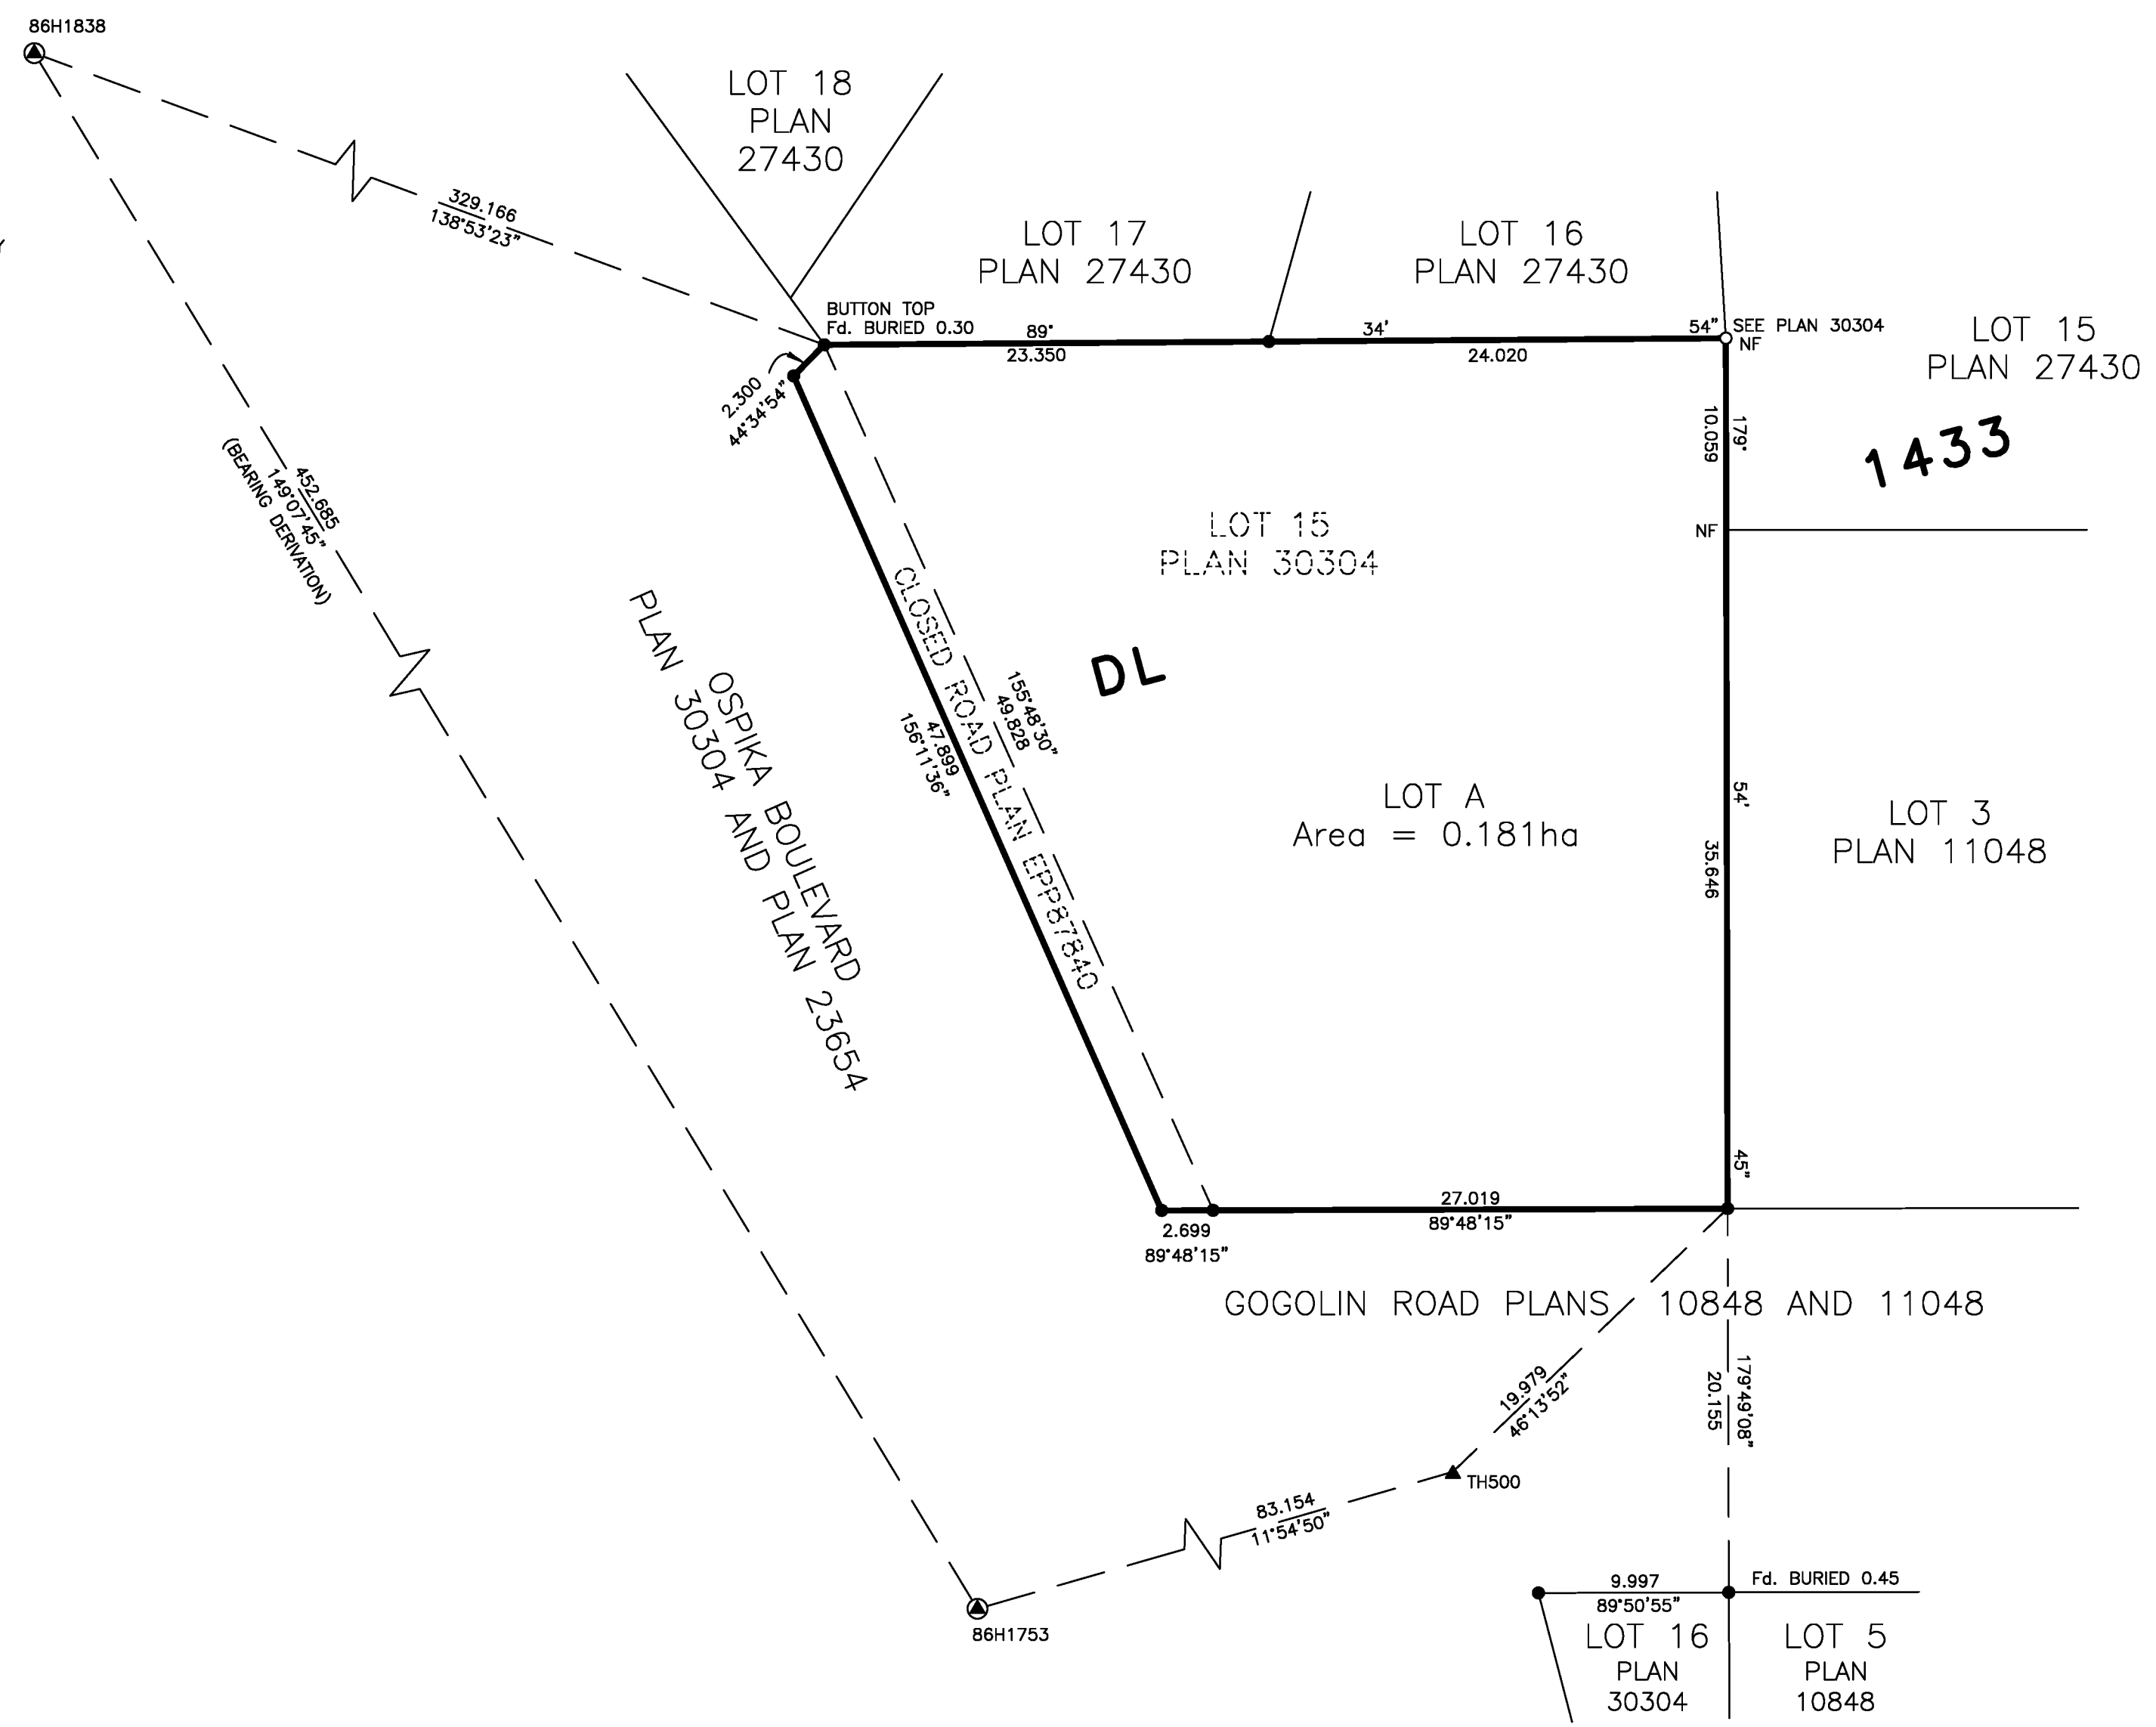 86H1838
LOT 18
PLAN
27430
329.166
138°53'23"
LOT 17
PLAN 27430
LOT 16
PLAN 27430
BUTTON TOP
Fd. BURIED 0.30
89°
34'
54"
SEE PLAN 30304
NF
23.350
24.020
LOT 15
PLAN 27430
2.300
44°34'54"
179°
10.059
1433
452.685
149°07'45"
(BEARING DERIVATION)
LOT 15
PLAN 30304
NF
CLOSED ROAD PLAN EPP87840
DL
155°48'30"
49.828
47.899
156°11'36"
OSPIKA BOULEVARD
PLAN 30304 AND PLAN 23654
LOT A
Area = 0.181ha
54'
35.646
LOT 3
PLAN 11048
45"
27.019
89°48'15"
2.699
89°48'15"
GOGOLIN ROAD PLANS 10848 AND 11048
19.979
46°13'52"
179°49'08"
20.155
TH500
83.154
11°54'50"
86H1753
9.997
89°50'55"
Fd. BURIED 0.45
LOT 16
PLAN
30304
LOT 5
PLAN
10848